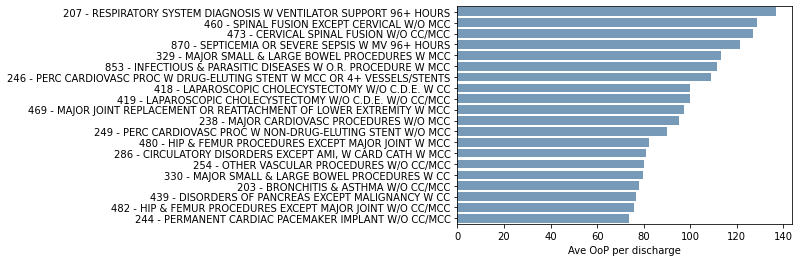 207 - RESPIRATORY SYSTEM DIAGNOSIS W VENTILATOR SUPPORT 96+ HOURS
460 - SPINAL FUSION EXCEPT CERVICAL W/O MCC
473 - CERVICAL SPINAL FUSION W/O CC/MCC
870 - SEPTICEMIA OR SEVERE SEPSIS W MV 96+ HOURS
329 - MAJOR SMALL & LARGE BOWEL PROCEDURES W MCC
853 - INFECTIOUS & PARASITIC DISEASES W O.R. PROCEDURE W MCC
246 - PERC CARDIOVASC PROC W DRUG-ELUTING STENT W MCC OR 4+ VESSELS/STENTS
418 - LAPAROSCOPIC CHOLECYSTECTOMY W/O C.D.E. W CC
419 - LAPAROSCOPIC CHOLECYSTECTOMY W/O C.D.E. W/O CC/MCC
469 - MAJOR JOINT REPLACEMENT OR REATTACHMENT OF LOWER EXTREMITY W MCC
238 - MAJOR CARDIOVASC PROCEDURES W/O MCC
249 - PERC CARDIOVASC PROC W NON-DRUG-ELUTING STENT W/O MCC
480 - HIP & FEMUR PROCEDURES EXCEPT MAJOR JOINT W MCC
286 - CIRCULATORY DISORDERS EXCEPT AMI, W CARD CATH W MCC
254 - OTHER VASCULAR PROCEDURES W/O CC/MCC
330 - MAJOR SMALL & LARGE BOWEL PROCEDURES W CC
203 - BRONCHITIS & ASTHMA W/O CC/MCC
439 - DISORDERS OF PANCREAS EXCEPT MALIGNANCY W CC
482 - HIP & FEMUR PROCEDURES EXCEPT MAJOR JOINT W/O CC/MCC
244 - PERMANENT CARDIAC PACEMAKER IMPLANT W/O CC/MCC
0 20 40 60 80 100 120 140
Ave OoP per discharge